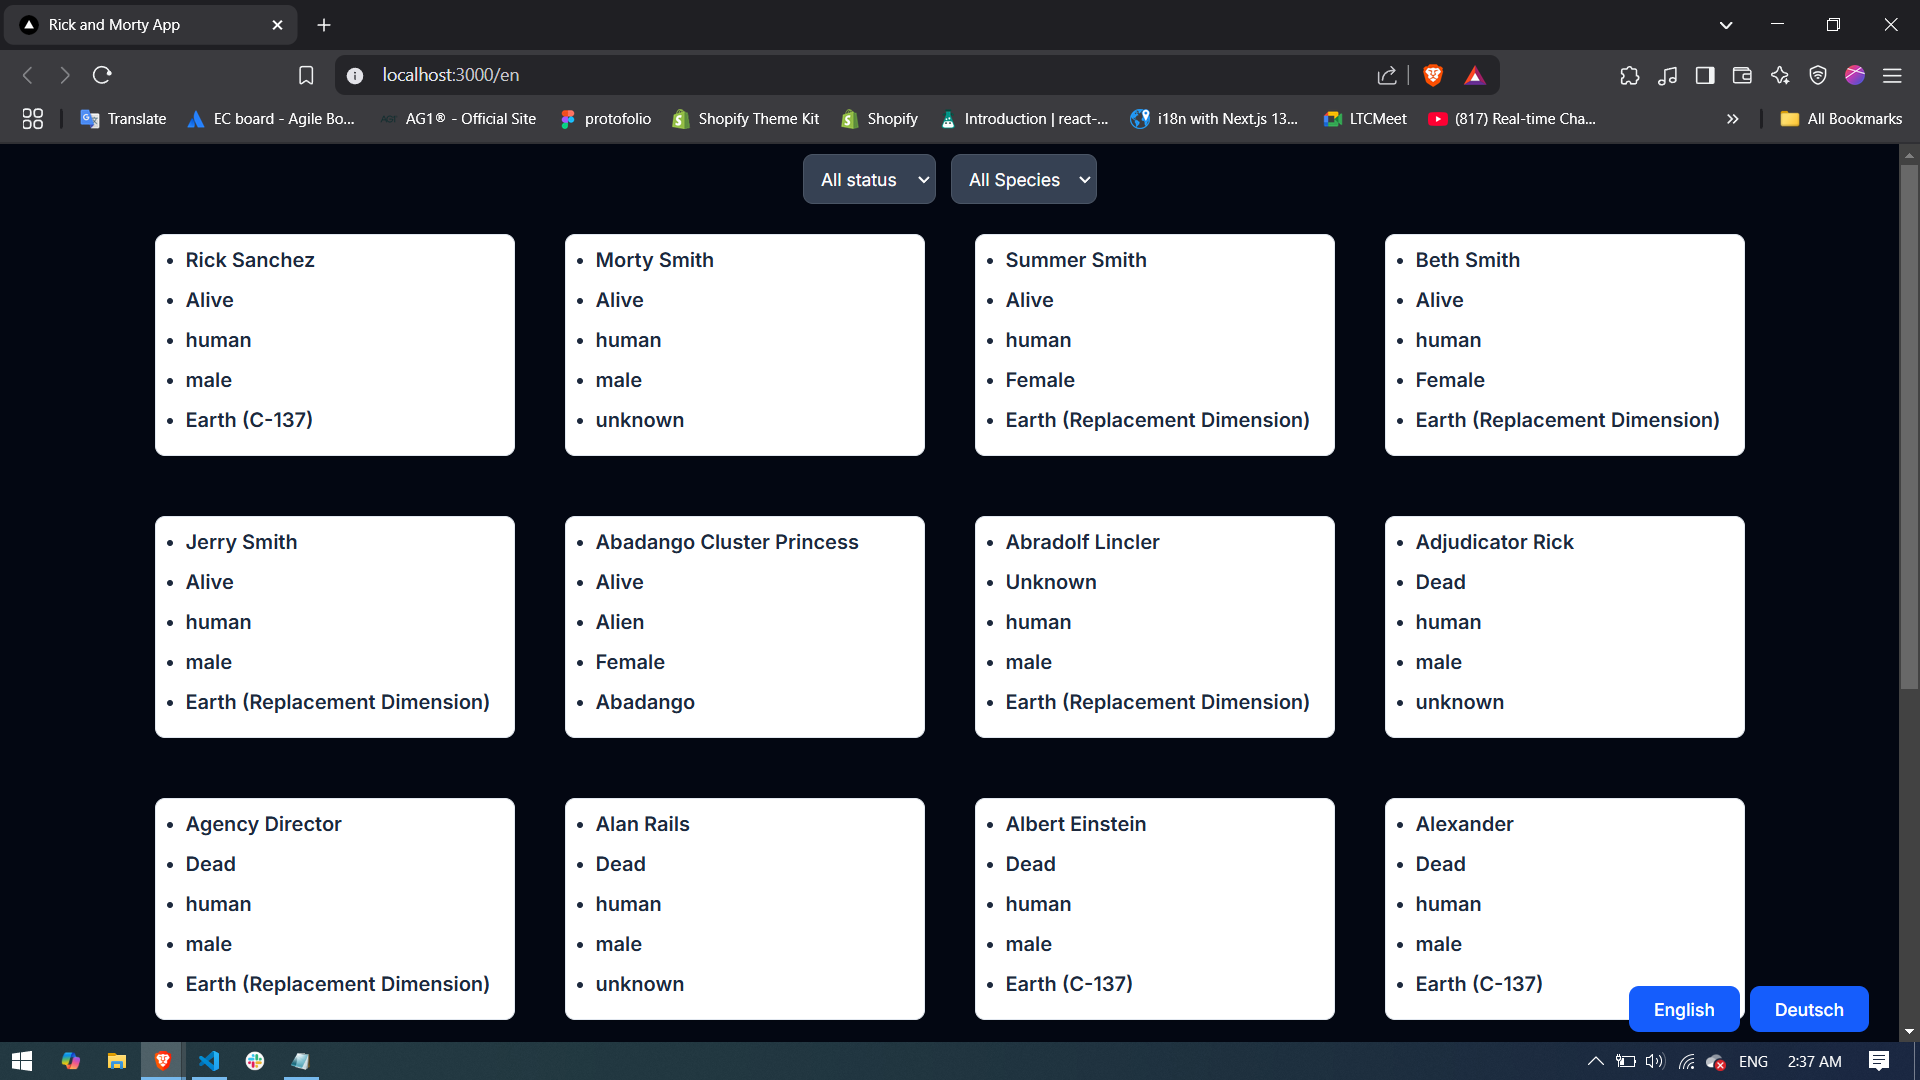 Rick and Morty App
localhost:3000/en
Translate
EC board - Agile Bo...
AG1® - Official Site
protofolio
Shopify Theme Kit
Shopify
Introduction | react-...
i18n with Next.js 13...
LTCMeet
(817) Real-time Cha...
All Bookmarks
All status
All Species
Rick Sanchez
Alive
human
male
Earth (C-137)
Morty Smith
Alive
human
male
unknown
Summer Smith
Alive
human
Female
Earth (Replacement Dimension)
Beth Smith
Alive
human
Female
Earth (Replacement Dimension)
Jerry Smith
Alive
human
male
Earth (Replacement Dimension)
Abadango Cluster Princess
Alive
Alien
Female
Abadango
Abradolf Lincler
Unknown
human
male
Earth (Replacement Dimension)
Adjudicator Rick
Dead
human
male
unknown
Agency Director
Dead
human
male
Earth (Replacement Dimension)
Alan Rails
Dead
human
male
unknown
Albert Einstein
Dead
human
male
Earth (C-137)
Alexander
Dead
human
male
Earth (C-137)
English
Deutsch
ENG
2:37 AM